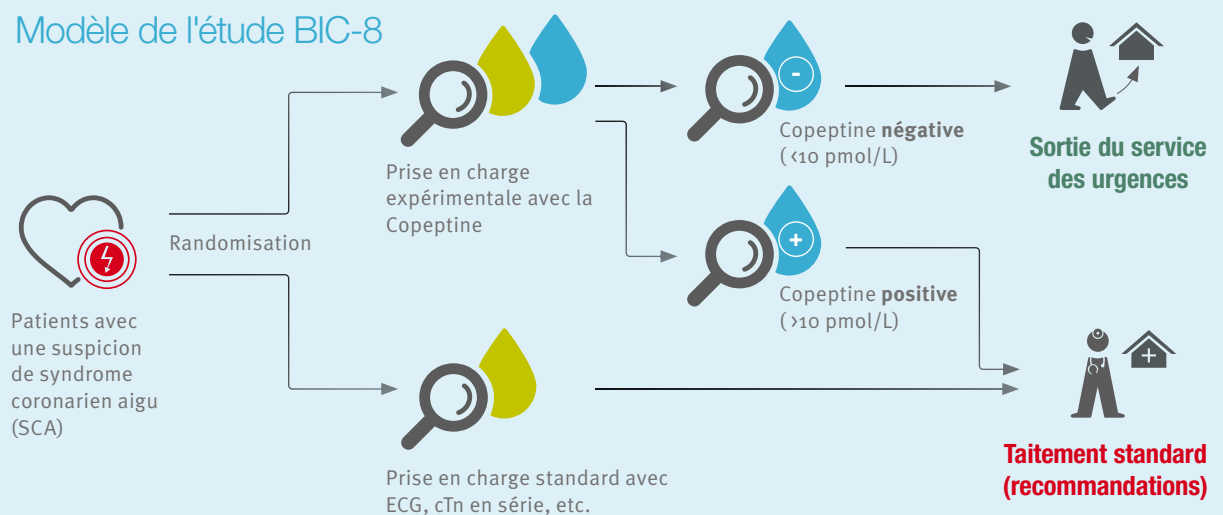 Modèle de l'étude BIC-8
Patients avec
une suspicion
de syndrome
coronarien aigu
(SCA)
Randomisation
Prise en charge
expérimentale avec la
Copeptine
-
Copeptine négative
(<10 pmol/L)
Sortie du service
des urgences
+
Copeptine positive
(>10 pmol/L)
Prise en charge standard avec
ECG, cTn en série, etc.
+
Taitement standard
(recommandations)